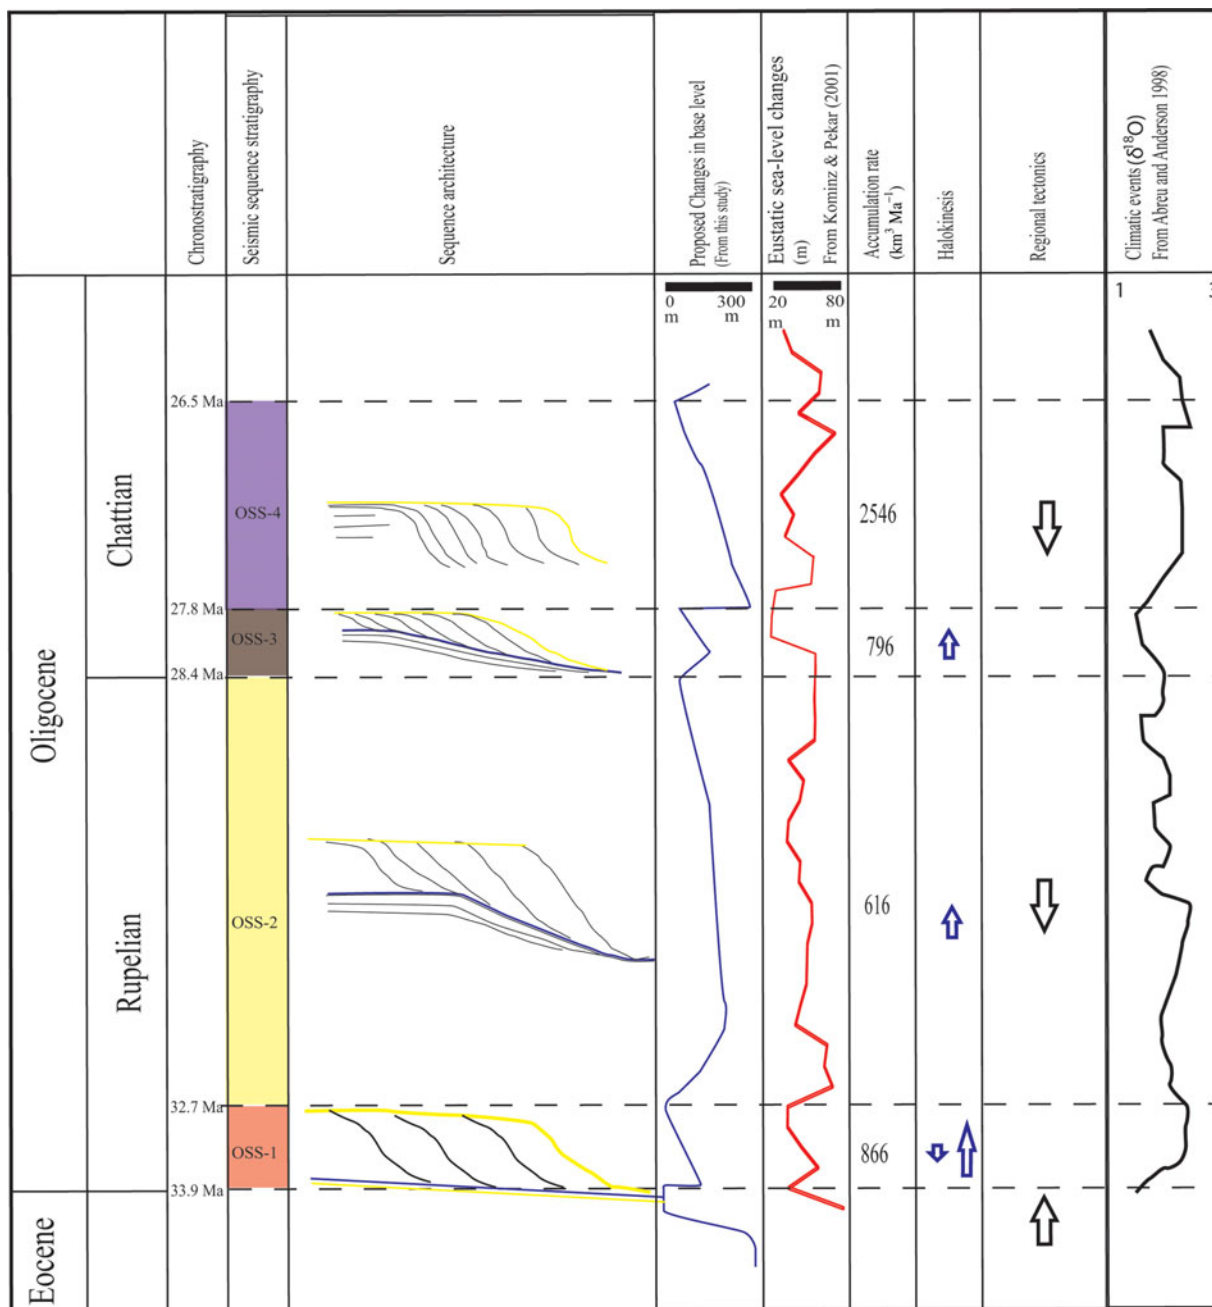 Chronostratigraphy
Seismic sequence stratigraphy
Sequence architecture
Proposed Changes in base level
(From this study)
Eustatic sea-level changes
(m)
From Kominz & Pekar (2001)
Accumulation rate
(km³ Ma⁻¹)
Halokinesis
Regional tectonics
Climatic events (δ¹⁸O)
From Abreu and Anderson 1998)
0 300
m m
20 80
m m
1 3
Oligocene
Eocene
Chattian
Rupelian
26.5 Ma
OSS-4
2546
27.8 Ma
OSS-3
796
28.4 Ma
OSS-2
616
32.7 Ma
OSS-1
866
33.9 Ma